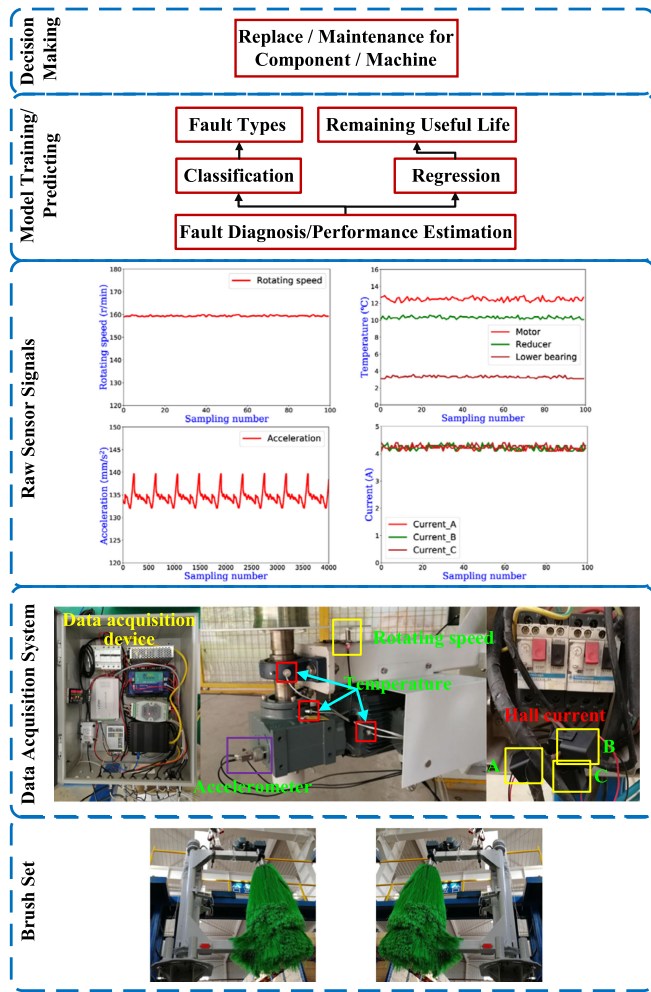 Decision
Making
Replace / Maintenance for
Component / Machine
Model Training/
Predicting
Fault Types
Remaining Useful Life
Classification
Regression
Fault Diagnosis/Performance Estimation
Raw Sensor Signals
Rotating speed (r/min)
180
170
160
150
140
130
120
Rotating speed
0 20 40 60 80 100
Sampling number
Temperature (℃)
16
14
12
10
8
6
4
2
0
Motor
Reducer
Lower bearing
0 20 40 60 80 100
Sampling number
Acceleration (mm/s²)
150
145
140
135
130
125
120
Acceleration
0 500 1000 1500 2000 2500 3000 3500 4000
Sampling number
Current (A)
5
4
3
2
1
0
Current_A
Current_B
Current_C
0 20 40 60 80 100
Sampling number
Data Acquisition System
Data acquisition
device
Rotating speed
Temperature
Accelerometer
Hall current
A
B
C
Brush Set